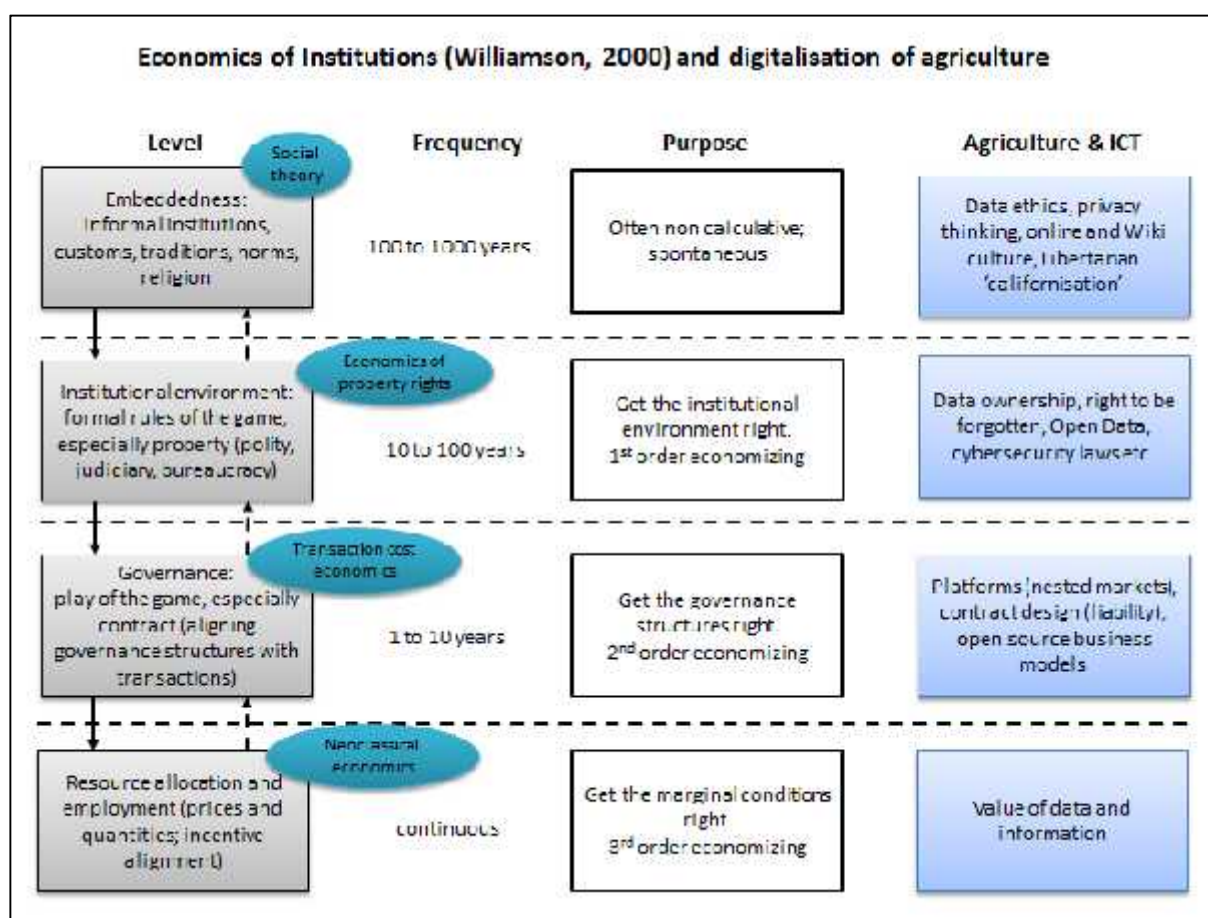 Economics of Institutions (Williamson, 2000) and digitalisation of agriculture
Level
Frequency
Purpose
Agriculture & ICT
Social
theory
Embeddedness:
informal institutions,
customs, traditions, norms,
religion
100 to 1000 years
Often non calculative;
spontaneous
Data ethics, privacy
thinking, online and Wiki
culture, Libertarian
‘californisation’
Economics of
property rights
Institutional environment:
formal rules of the game,
especially property (polity,
judiciary, bureaucracy)
10 to 100 years
Get the institutional
environment right.
1st order economizing
Data ownership, right to be
forgotten, Open Data,
cybersecurity laws etc
Transaction cost
economics
Governance:
play of the game, especially
contract (aligning
governance structures with
transactions)
1 to 10 years
Get the governance
structures right
2nd order economizing
Platforms (nested markets),
contract design (liability),
open source business
models
Neoclassical
economics
Resource allocation and
employment (prices and
quantities; incentive
alignment)
continuous
Get the marginal conditions
right
3rd order economizing
Value of data and
information